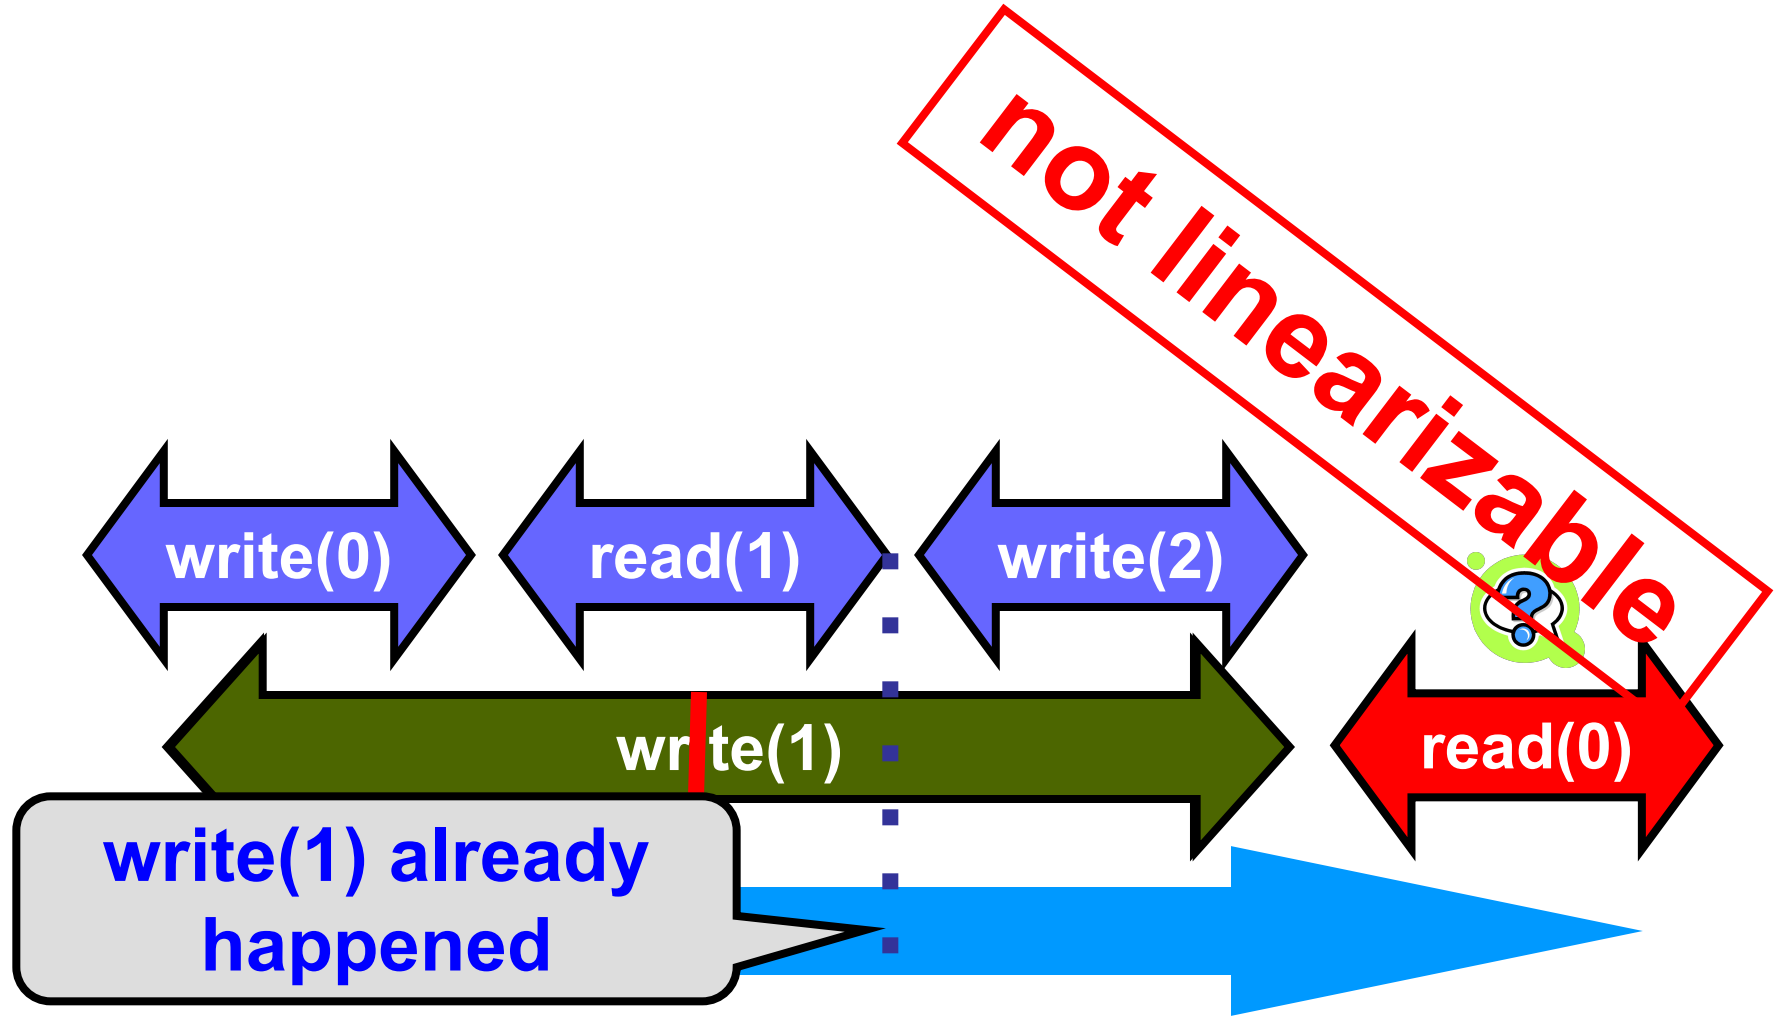 not linearizable
write(0)
read(1)
write(2)
?
write(1)
read(0)
write(1) already
happened